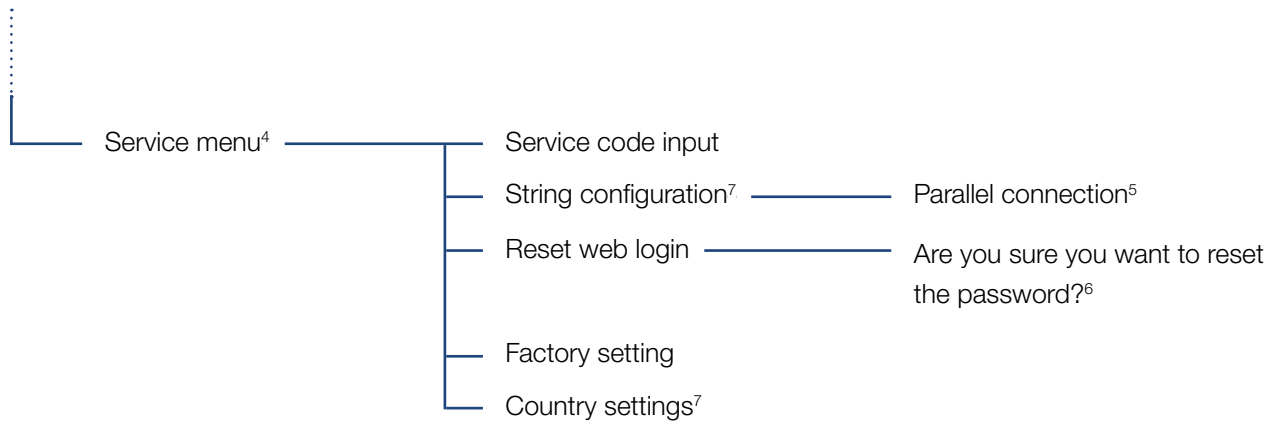 Service menu⁴
Service code input
String configuration⁷
Parallel connection⁵
Reset web login
Are you sure you want to reset
the password?⁶
Factory setting
Country settings⁷